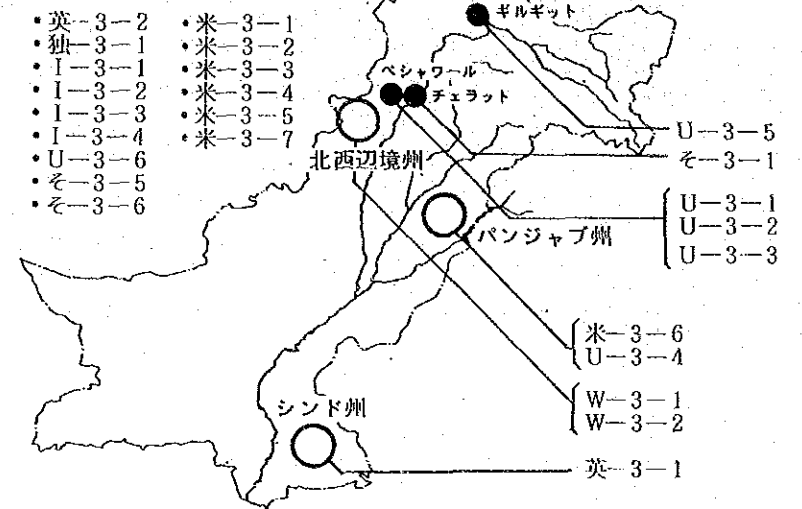 ・英-3-2
・独-3-1
・I-3-1
・I-3-2
・I-3-3
・I-3-4
・U-3-6
・そ-3-5
・そ-3-6
・米-3-1
・米-3-2
・米-3-3
・米-3-4
・米-3-5
・米-3-7
ギルギット
ペシャワール
チェラット
北西辺境州
パンジャブ州
シンド州
U-3-5
そ-3-1
U-3-1
U-3-2
U-3-3
米-3-6
U-3-4
W-3-1
W-3-2
英-3-1